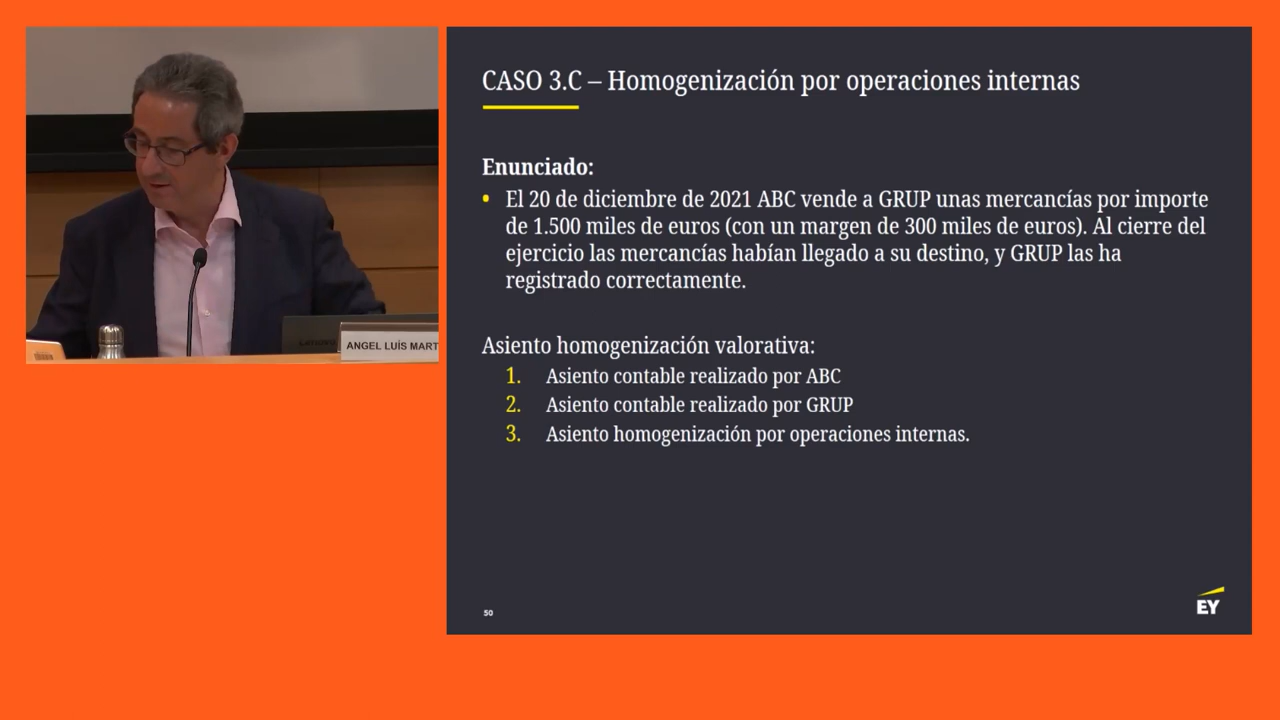 CASO 3.C – Homogenización por operaciones internas
Enunciado:
• El 20 de diciembre de 2021 ABC vende a GRUP unas mercancías por importe
de 1.500 miles de euros (con un margen de 300 miles de euros). Al cierre del
ejercicio las mercancías habían llegado a su destino, y GRUP las ha
registrado correctamente.
Asiento homogenización valorativa:
1. Asiento contable realizado por ABC
2. Asiento contable realizado por GRUP
3. Asiento homogenización por operaciones internas.
50
EY
ANGEL LUÍS MART